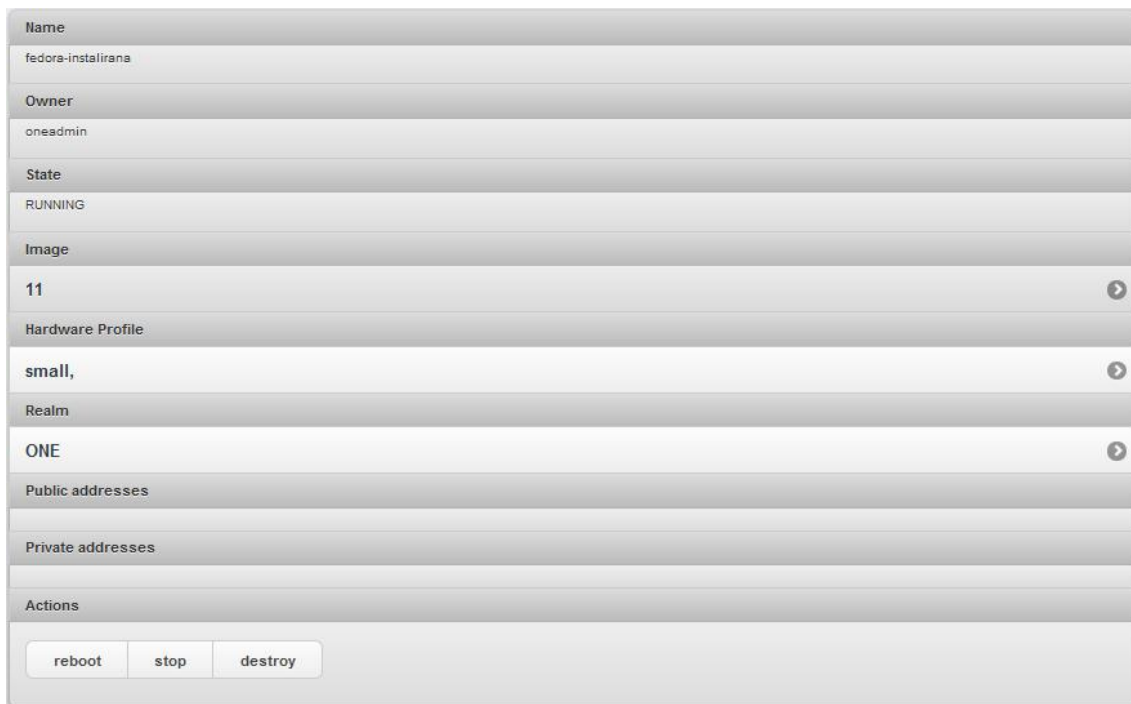 Name
fedora-instalirana
Owner
oneadmin
State
RUNNING
Image
11
Hardware Profile
small,
Realm
ONE
Public addresses
Private addresses
Actions
reboot stop destroy